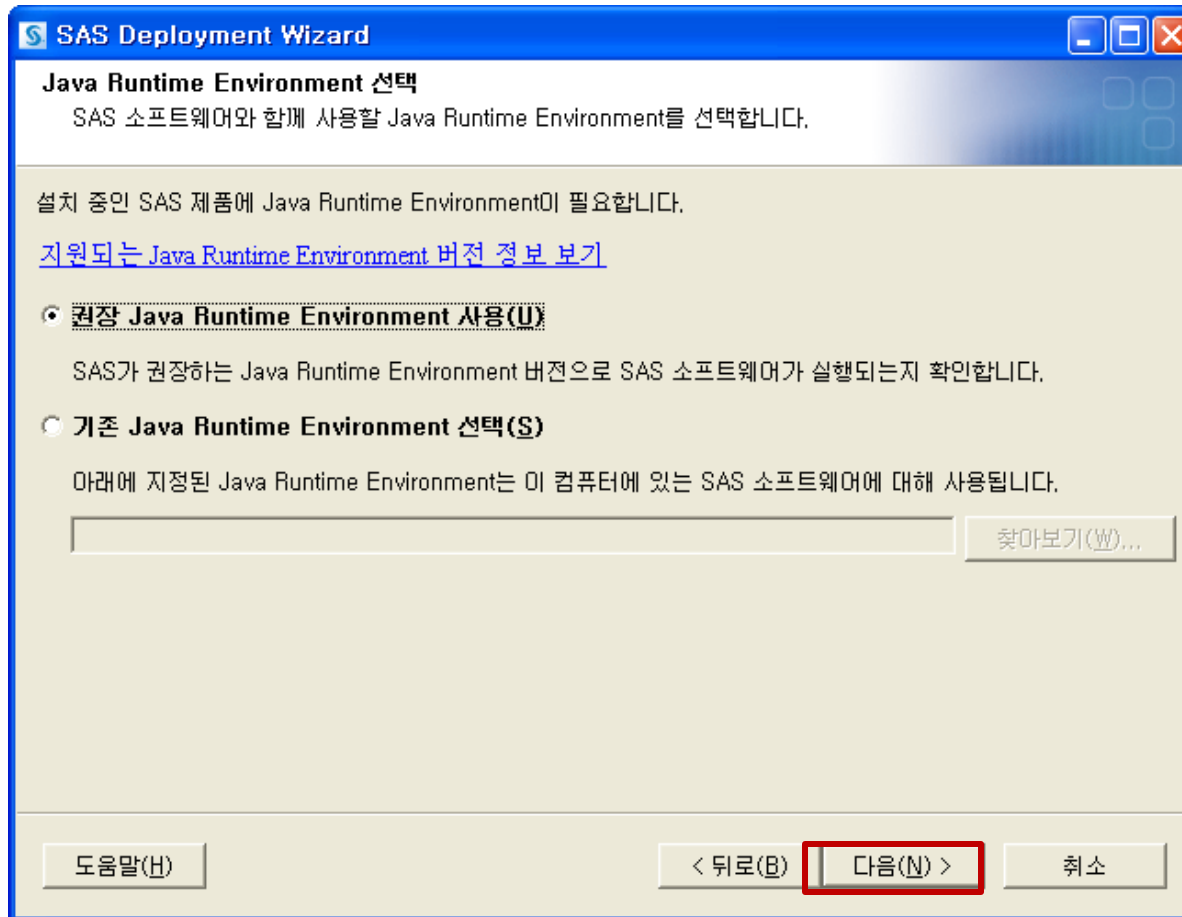 SAS Deployment Wizard
Java Runtime Environment 선택
SAS 소프트웨어와 함께 사용할 Java Runtime Environment를 선택합니다.
설치 중인 SAS 제품에 Java Runtime Environment이 필요합니다.
지원되는 Java Runtime Environment 버전 정보 보기
권장 Java Runtime Environment 사용(U)
SAS가 권장하는 Java Runtime Environment 버전으로 SAS 소프트웨어가 실행되는지 확인합니다.
기존 Java Runtime Environment 선택(S)
아래에 지정된 Java Runtime Environment는 이 컴퓨터에 있는 SAS 소프트웨어에 대해 사용됩니다.
찾아보기(W)...
도움말(H)
< 뒤로(B)
다음(N) >
취소